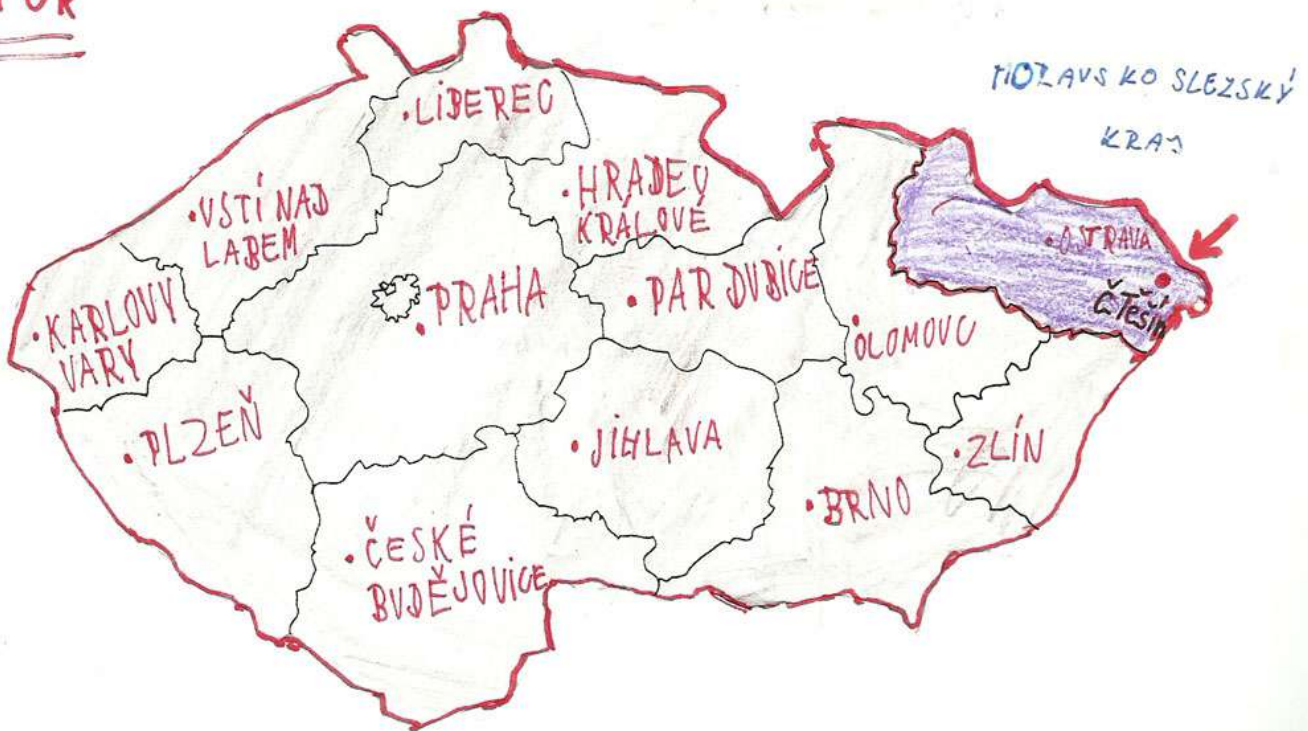 LIBEREC
MORAVSKO SLEZSKÝ
KRAJ
ÚSTÍ NAD
LABEM
HRADEC
KRÁLOVÉ
OSTRAVA
Č. Těšín
KARLOVY
VARY
PRAHA
PARDUBICE
OLOMOUC
PLZEŇ
JIHLAVA
ZLÍN
BRNO
ČESKÉ
BUDĚJOVICE